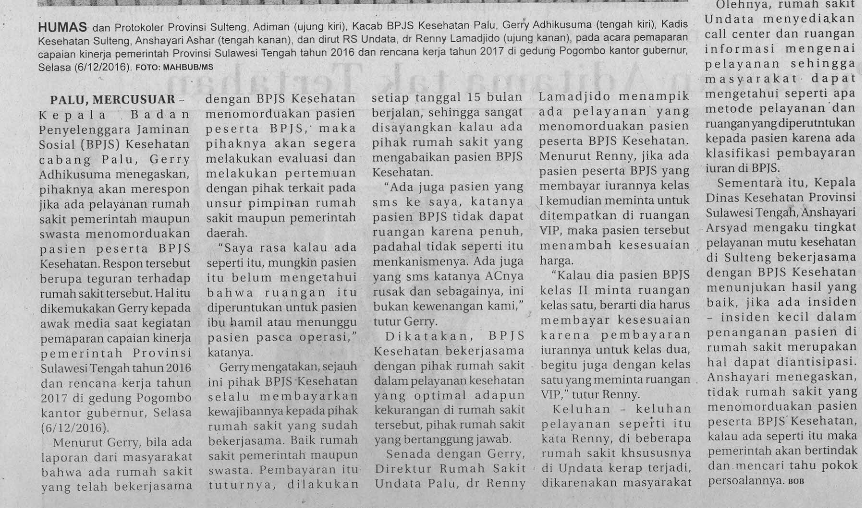 HUMAS dan Protokoler Provinsi Sulteng, Adiman (ujung kiri), Kacab BPJS Kesehatan Palu, Gerry Adhikusuma (tengah kiri), Kadis
Kesehatan Sulteng, Anshayari Ashar (tengah kanan), dan dirut RS Undata, dr Renny Lamadjido (ujung kanan), pada acara pemaparan
capaian kinerja pemerintah Provinsi Sulawesi Tengah tahun 2016 dan rencana kerja tahun 2017 di gedung Pogombo kantor gubernur,
Selasa (6/12/2016). FOTO: MAHBUB/MS
PALU, MERCUSUAR –
Kepala Badan
Penyelenggara Jaminan
Sosial (BPJS) Kesehatan
cabang Palu, Gerry
Adhikusuma menegaskan,
pihaknya akan merespon
jika ada pelayanan rumah
sakit pemerintah maupun
swasta menomorduakan
pasien peserta BPJS
Kesehatan. Respon tersebut
berupa teguran terhadap
rumah sakit tersebut. Hal itu
dikemukakan Gerry kepada
awak media saat kegiatan
pemaparan capaian kinerja
pemerintah Provinsi
Sulawesi Tengah tahun 2016
dan rencana kerja tahun
2017 di gedung Pogombo
kantor gubernur, Selasa
(6/12/2016).
Menurut Gerry, bila ada
laporan dari masyarakat
bahwa ada rumah sakit
yang telah bekerjasama
dengan BPJS Kesehatan
menomorduakan pasien
peserta BPJS, maka
pihaknya akan segera
melakukan evaluasi dan
melakukan pertemuan
dengan pihak terkait pada
unsur pimpinan rumah
sakit maupun pemerintah
daerah.
“Saya rasa kalau ada
seperti itu, mungkin pasien
itu belum mengetahui
bahwa ruangan itu
diperuntukan untuk pasien
ibu hamil atau menunggu
pasien pasca operasi,”
katanya.
Gerry mengatakan, sejauh
ini pihak BPJS Kesehatan
selalu membayarkan
kewajibannya kepada pihak
rumah sakit yang sudah
bekerjasama. Baik rumah
sakit pemerintah maupun
swasta. Pembayaran itu
tuturnya, dilakukan
setiap tanggal 15 bulan
berjalan, sehingga sangat
disayangkan kalau ada
pihak rumah sakit yang
mengabaikan pasien BPJS
Kesehatan.
“Ada juga pasien yang
sms ke saya, katanya
pasien BPJS tidak dapat
ruangan karena penuh,
padahal tidak seperti itu
menkanismenya. Ada juga
yang sms katanya ACnya
rusak dan sebagainya, ini
bukan kewenangan kami,”
tutur Gerry.
Dikatakan, BPJS
Kesehatan bekerjasama
dengan pihak rumah sakit
dalam pelayanan kesehatan
yang optimal adapun
kekurangan di rumah sakit
tersebut, pihak rumah sakit
yang bertanggung jawab.
Senada dengan Gerry,
Direktur Rumah Sakit
Undata Palu, dr Renny
Lamadjido menampik
ada pelayanan yang
menomorduakan pasien
peserta BPJS Kesehatan.
Menurut Renny, jika ada
pasien peserta BPJS yang
membayar iurannya kelas
I kemudian meminta untuk
ditempatkan di ruangan
VIP, maka pasien tersebut
menambah kesesuaian
harga.
“Kalau dia pasien BPJS
kelas II minta ruangan
kelas satu, berarti dia harus
membayar kesesuaian
karena pembayaran
iurannya untuk kelas dua,
begitu juga dengan kelas
satu yang meminta ruangan
VIP,” tutur Renny.
Keluhan – keluhan
pelayanan seperti itu
kata Renny, di beberapa
rumah sakit khsususnya
di Undata kerap terjadi,
dikarenakan masyarakat
Olehnya, rumah sakit
Undata menyediakan
call center dan ruangan
informasi mengenai
pelayanan sehingga
masyarakat dapat
mengetahui seperti apa
metode pelayanan dan
ruangan yang diperutntukan
kepada pasien karena ada
klasifikasi pembayaran
iuran di BPJS.
Sementara itu, Kepala
Dinas Kesehatan Provinsi
Sulawesi Tengah, Anshayari
Arsyad mengaku tingkat
pelayanan mutu kesehatan
di Sulteng bekerjasama
dengan BPJS Kesehatan
menunjukan hasil yang
baik, jika ada insiden
– insiden kecil dalam
penanganan pasien di
rumah sakit merupakan
hal dapat diantisipasi.
Anshayari menegaskan,
tidak rumah sakit yang
menomorduakan pasien
peserta BPJS Kesehatan,
kalau ada seperti itu maka
pemerintah akan bertindak
dan mencari tahu pokok
persoalannya. BOB